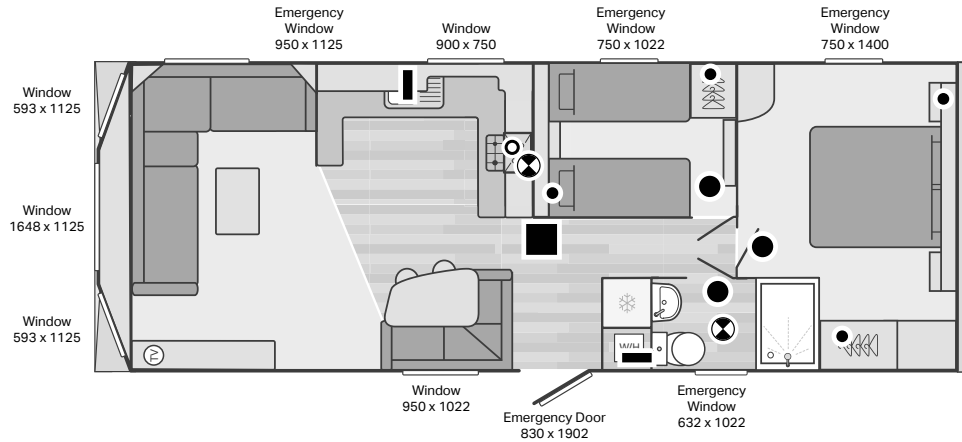 Emergency
Window
950 x 1125
Window
900 x 750
Emergency
Window
750 x 1022
Emergency
Window
750 x 1400
Window
593 x 1125
Window
1648 x 1125
Window
593 x 1125
TV
W/H
Window
950 x 1022
Emergency Door
830 x 1902
Emergency
Window
632 x 1022